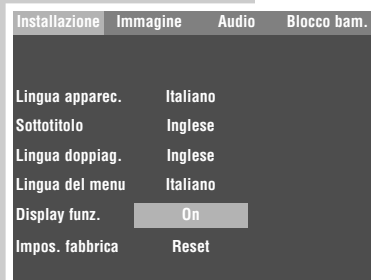 Installazione Immagine Audio Blocco bam.
Lingua apparec. Italiano
Sottotitolo Inglese
Lingua doppiag. Inglese
Lingua del menu Italiano
Display funz. On
Impos. fabbrica Reset